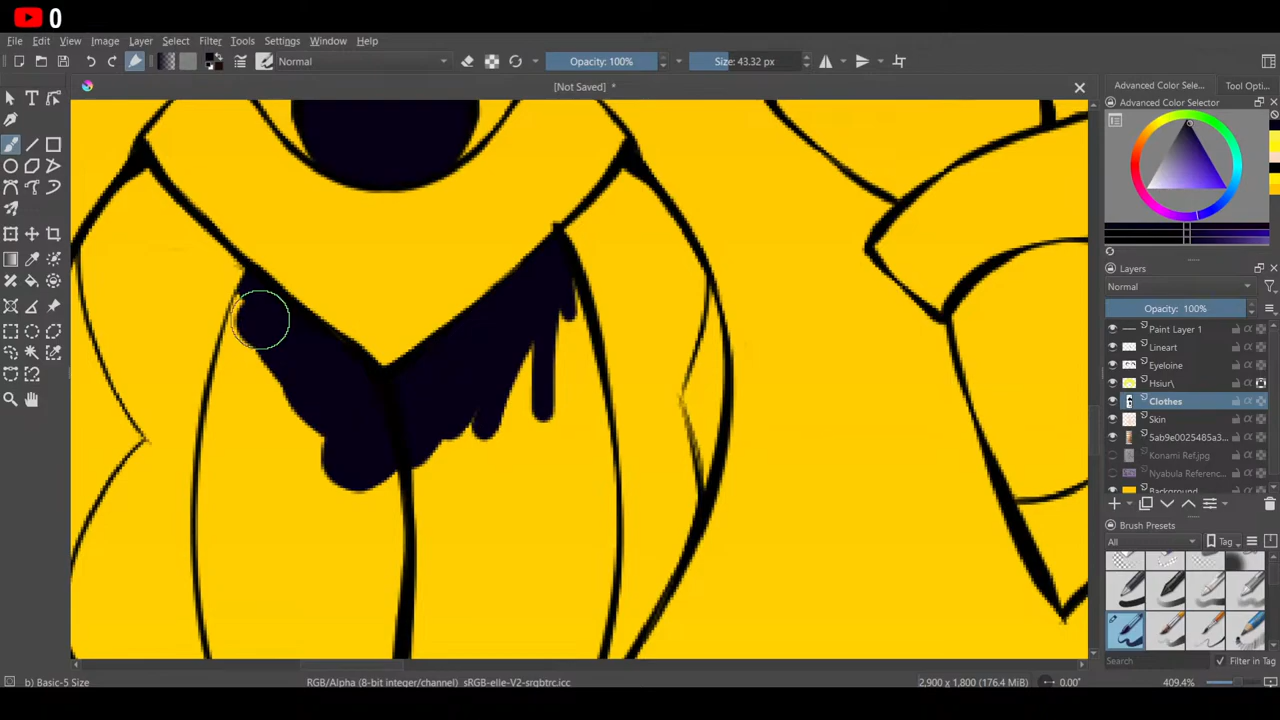 0
File Edit View Image Layer Select Filter Tools Settings Window Help
Normal Opacity: 100% Size: 43.32 px
[Not Saved] *
Advanced Color Selec... Tool Opti...
Advanced Color Selector
Layers
Normal
Opacity: 100%
Paint Layer 1
Lineart
Eyeloine
Hsiur\
Clothes
Skin
5ab9e0025485a3...
Konami Ref.jpg
Nyabula Referenc...
Background
Brush Presets
All Tag
Search Filter in Tag
b) Basic-5 Size RGB/Alpha (8-bit integer/channel) sRGB-elle-V2-srgbtrc.icc 2,900 x 1,800 (176.4 MiB) 0.00° 409.4%